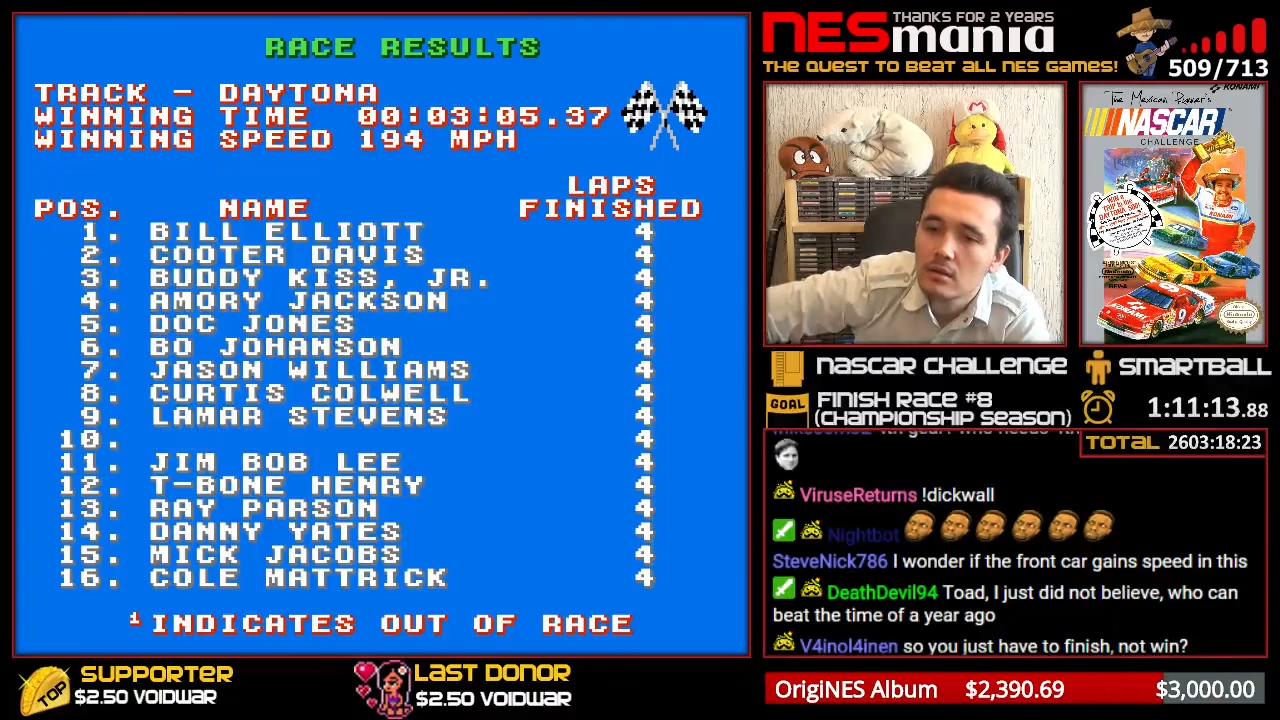 RACE RESULTS
TRACK - DAYTONA
WINNING TIME 00:03:05.37
WINNING SPEED 194 MPH
LAPS
POS. NAME FINISHED
1. BILL ELLIOTT 4
2. COOTER DAVIS 4
3. BUDDY KISS, JR. 4
4. AMORY JACKSON 4
5. DOC JONES 4
6. BO JOHANSON 4
7. JASON WILLIAMS 4
8. CURTIS COLWELL 4
9. LAMAR STEVENS 4
10. 4
11. JIM BOB LEE 4
12. T-BONE HENRY 4
13. RAY PARSON 4
14. DANNY YATES 4
15. MICK JACOBS 4
16. COLE MATTRICK 4
¹INDICATES OUT OF RACE
TOP
SUPPORTER
$2.50 VOIDWAR
LAST DONOR
$2.50 VOIDWAR
NESmania
THANKS FOR 2 YEARS
THE QUEST TO BEAT ALL NES GAMES!
509/713
KONAMI
The Mexican Runner's
NASCAR
CHALLENGE
KONAMI
NASCAR CHALLENGE
SMARTBALL
GOAL
FINISH RACE #8
(CHAMPIONSHIP SEASON)
1:11:13.88
TOTAL 2603:18:23
ViruseReturns !dickwall
Nightbot
SteveNick786 I wonder if the front car gains speed in this
DeathDevil94 Toad, I just did not believe, who can
beat the time of a year ago
V4inol4inen so you just have to finish, not win?
OrigiNES Album $2,390.69 $3,000.00